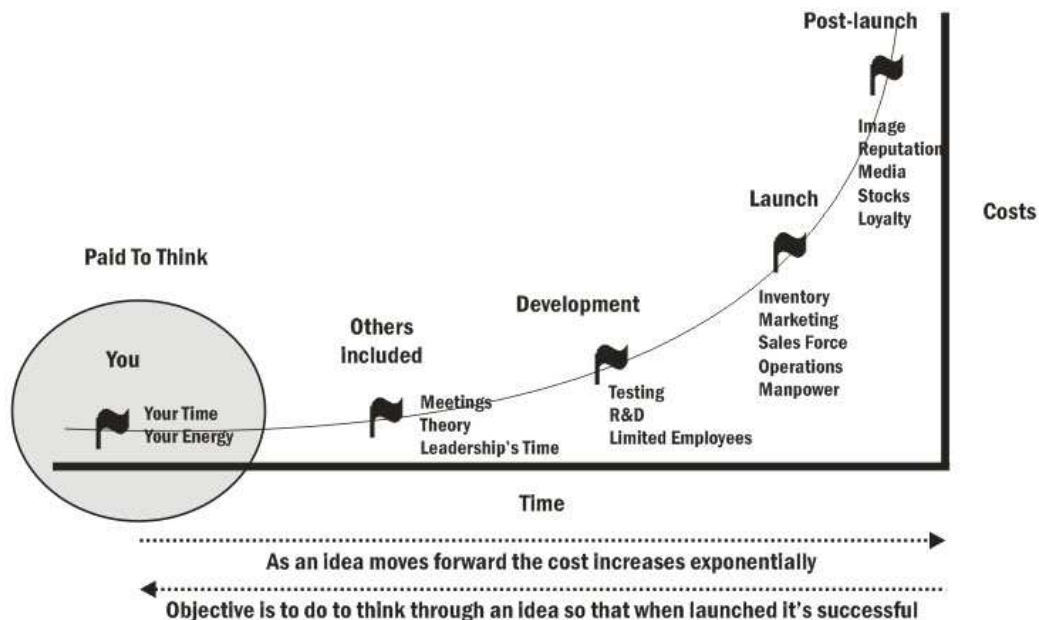 Post-launch
Image
Reputation
Media
Stocks
Loyalty
Launch
Costs
Paid To Think
Inventory
Marketing
Sales Force
Operations
Manpower
Development
Others
Included
You
Testing
R&D
Limited Employees
Meetings
Theory
Leadership's Time
Your Time
Your Energy
Time
As an idea moves forward the cost increases exponentially
Objective is to do to think through an idea so that when launched it's successful